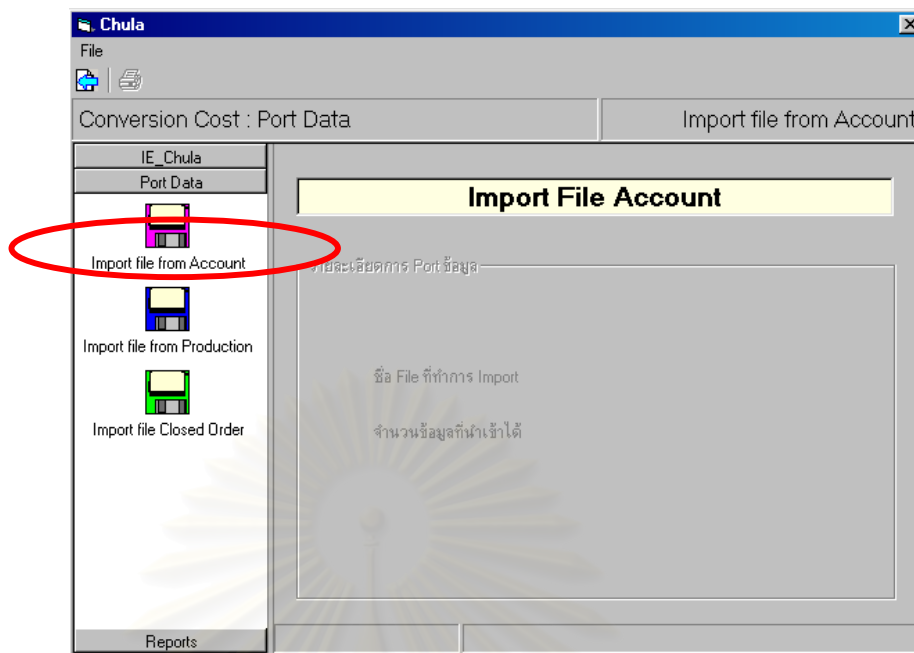 Chula
File
Conversion Cost : Port Data
Import file from Account
IE_Chula
Port Data
Import file from Account
Import file from Production
Import file Closed Order
Reports
Import File Account
รายละเอียดการ Port ข้อมูล
ชื่อ File ที่ทำการ Import
จำนวนข้อมูลที่นำเข้าได้